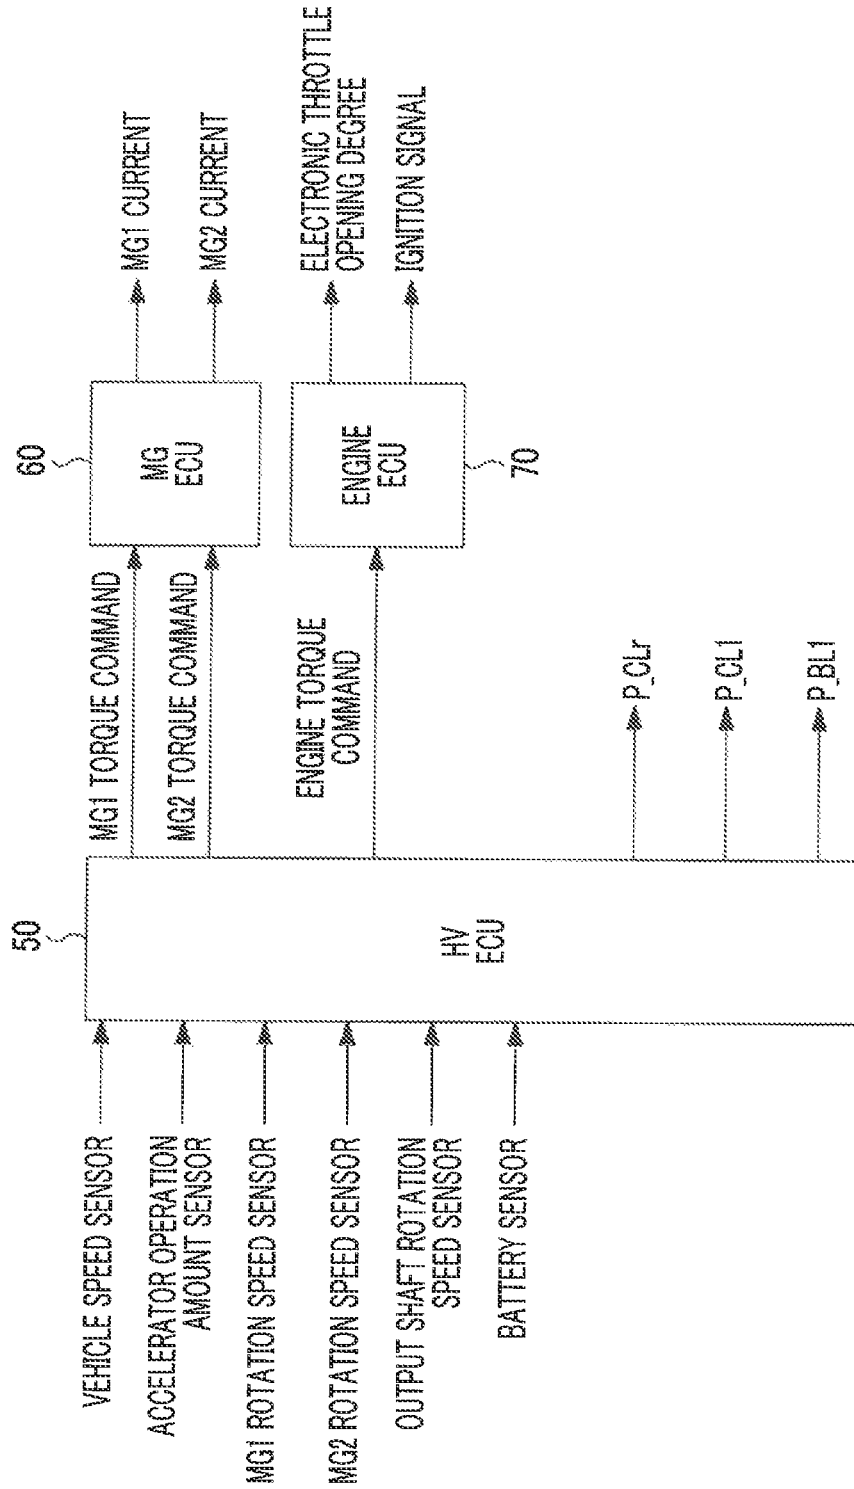 VEHICLE SPEED SENSOR
ACCELERATOR OPERATION
AMOUNT SENSOR
MG1 ROTATION SPEED SENSOR
MG2 ROTATION SPEED SENSOR
OUTPUT SHAFT ROTATION
SPEED SENSOR
BATTERY SENSOR
50
HV
ECU
MG1 TORQUE COMMAND
MG2 TORQUE COMMAND
ENGINE TORQUE
COMMAND
P_CLr
P_CL1
P_BL1
60
MG
ECU
ENGINE
ECU
70
MG1 CURRENT
MG2 CURRENT
ELECTRONIC THROTTLE
OPENING DEGREE
IGNITION SIGNAL